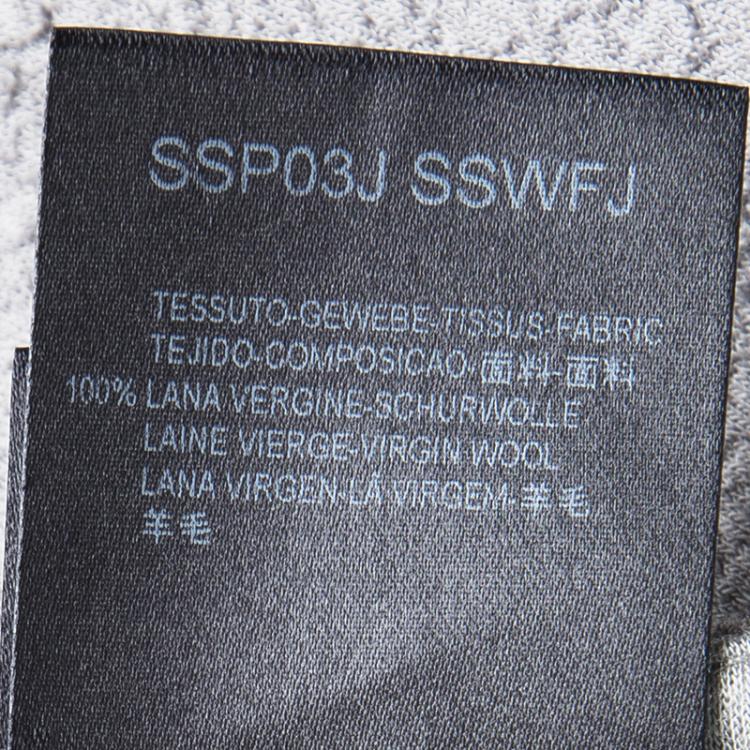 SSP03J SSWFJ
TESSUTO-GEWEBE-TISSUS-FABRIC
TEJIDO-COMPOSICAO-面料-面料
100% LANA VERGINE-SCHURWOLLE
LAINE VIERGE-VIRGIN WOOL
LANA VIRGEN-LÃ VIRGEM-羊毛
羊毛